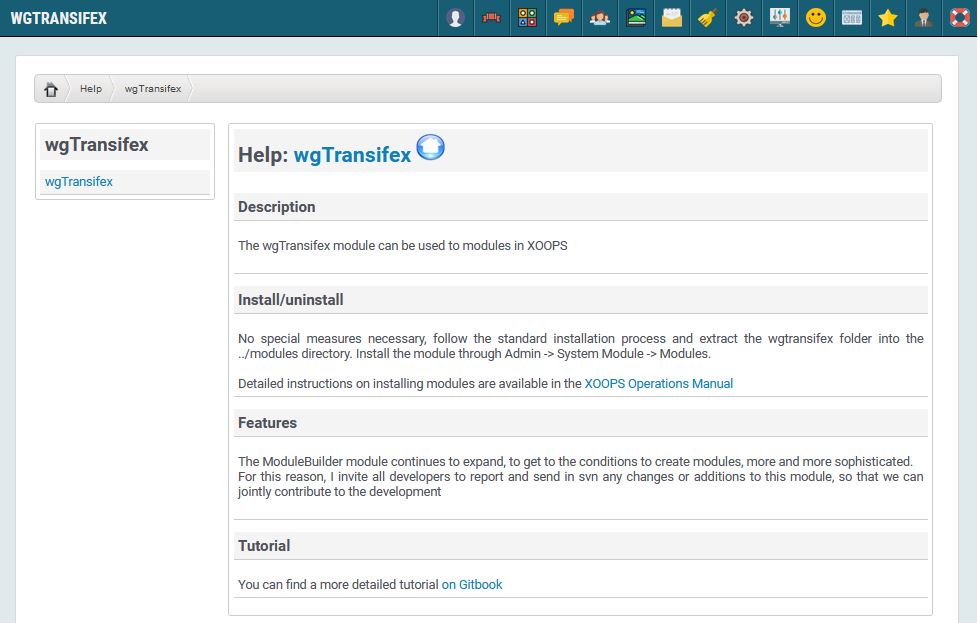 WGTRANSIFEX
Help
wgTransifex
wgTransifex
wgTransifex
Help: wgTransifex
Description
The wgTransifex module can be used to modules in XOOPS
Install/uninstall
No special measures necessary, follow the standard installation process and extract the wgtransifex folder into the
../modules directory. Install the module through Admin -> System Module -> Modules.
Detailed instructions on installing modules are available in the XOOPS Operations Manual
Features
The ModuleBuilder module continues to expand, to get to the conditions to create modules, more and more sophisticated.
For this reason, I invite all developers to report and send in svn any changes or additions to this module, so that we can
jointly contribute to the development
Tutorial
You can find a more detailed tutorial on Gitbook